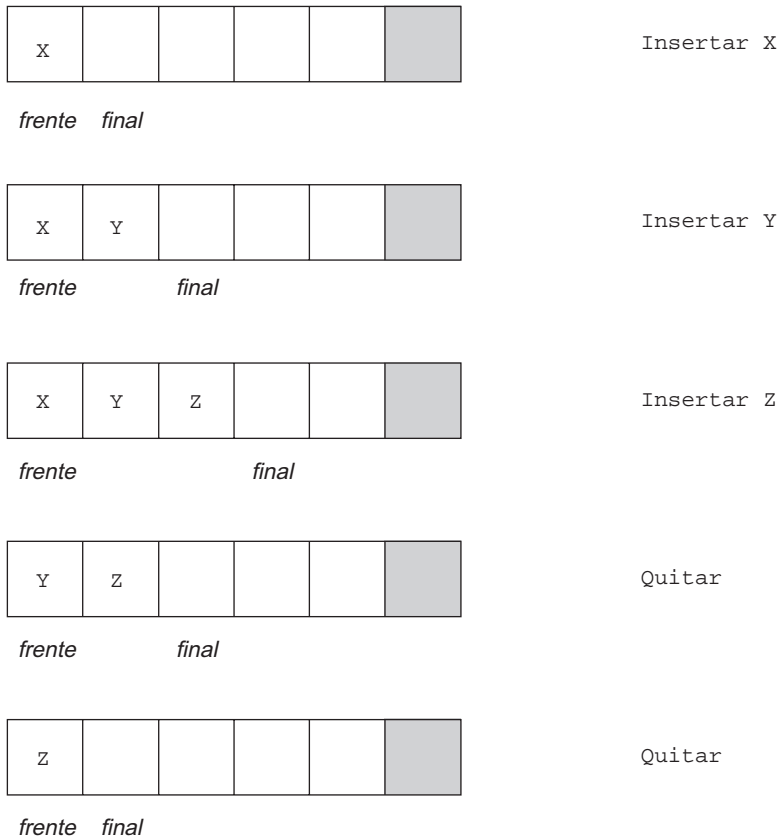 X Insertar X
frente final
X Y Insertar Y
frente final
X Y Z Insertar Z
frente final
Y Z Quitar
frente final
Z Quitar
frente final